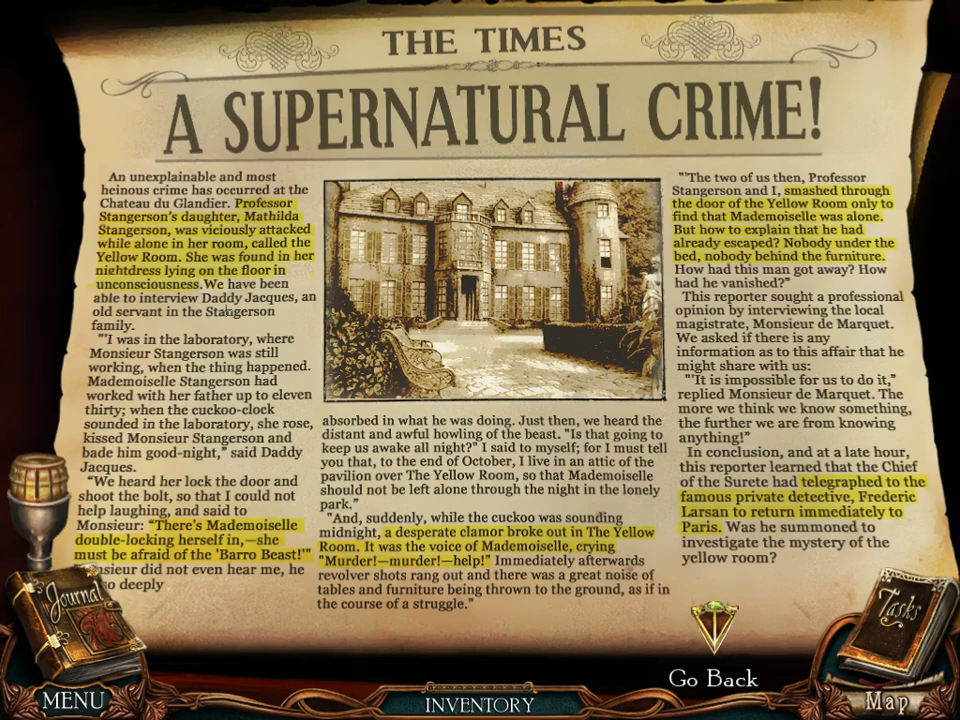 THE TIMES
A SUPERNATURAL CRIME!
An unexplainable and most
heinous crime has occurred at the
Chateau du Glandier. Professor
Stangerson's daughter, Mathilda
Stangerson, was viciously attacked
while alone in her room, called the
Yellow Room. She was found in her
nightdress lying on the floor in
unconsciousness.We have been
able to interview Daddy Jacques, an
old servant in the Stangerson
family.
"'I was in the laboratory, where
Monsieur Stangerson was still
working, when the thing happened.
Mademoiselle Stangerson had
worked with her father up to eleven
thirty; when the cuckoo-clock
sounded in the laboratory, she rose,
kissed Monsieur Stangerson and
bade him good-night," said Daddy
Jacques.
"We heard her lock the door and
shoot the bolt, so that I could not
help laughing, and said to
Monsieur: "There's Mademoiselle
double-locking herself in,—she
must be afraid of the 'Barro Beast!'"
nsieur did not even hear me, he
so deeply
absorbed in what he was doing. Just then, we heard the
distant and awful howling of the beast. "Is that going to
keep us awake all night?" I said to myself; for I must tell
you that, to the end of October, I live in an attic of the
pavilion over The Yellow Room, so that Mademoiselle
should not be left alone through the night in the lonely
park."
"And, suddenly, while the cuckoo was sounding
midnight, a desperate clamor broke out in The Yellow
Room. It was the voice of Mademoiselle, crying
"Murder!—murder!—help!" Immediately afterwards
revolver shots rang out and there was a great noise of
tables and furniture being thrown to the ground, as if in
the course of a struggle."
"'The two of us then, Professor
Stangerson and I, smashed through
the door of the Yellow Room only to
find that Mademoiselle was alone.
But how to explain that he had
already escaped? Nobody under the
bed, nobody behind the furniture.
How had this man got away? How
had he vanished?"
This reporter sought a professional
opinion by interviewing the local
magistrate, Monsieur de Marquet.
We asked if there is any
information as to this affair that he
might share with us:
"'It is impossible for us to do it,"
replied Monsieur de Marquet. The
more we think we know something,
the further we are from knowing
anything!"
In conclusion, and at a late hour,
this reporter learned that the Chief
of the Surete had telegraphed to the
famous private detective, Frederic
Larsan to return immediately to
Paris. Was he summoned to
investigate the mystery of the
yellow room?
Journal
Tasks
Go Back
MENU
INVENTORY
Map